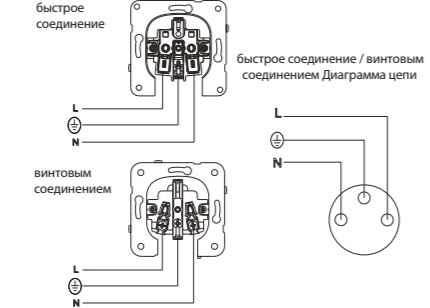 быстрое
соединение
L
N
винтовым
соединением
L
N
быстрое соединение / винтовым
соединением Диаграмма цепи
L
N